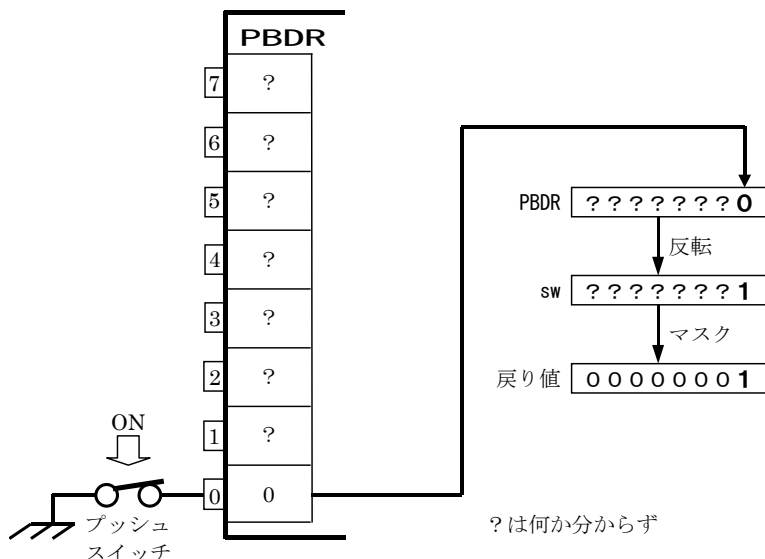 PBDR
7 ?
6 ?
5 ?
4 ?
3 ?
2 ?
1 ?
0 0
ON
プッシュ
スイッチ
PBDR ???????0
反転
sw ???????1
マスク
戻り値 00000001
?は何か分からず